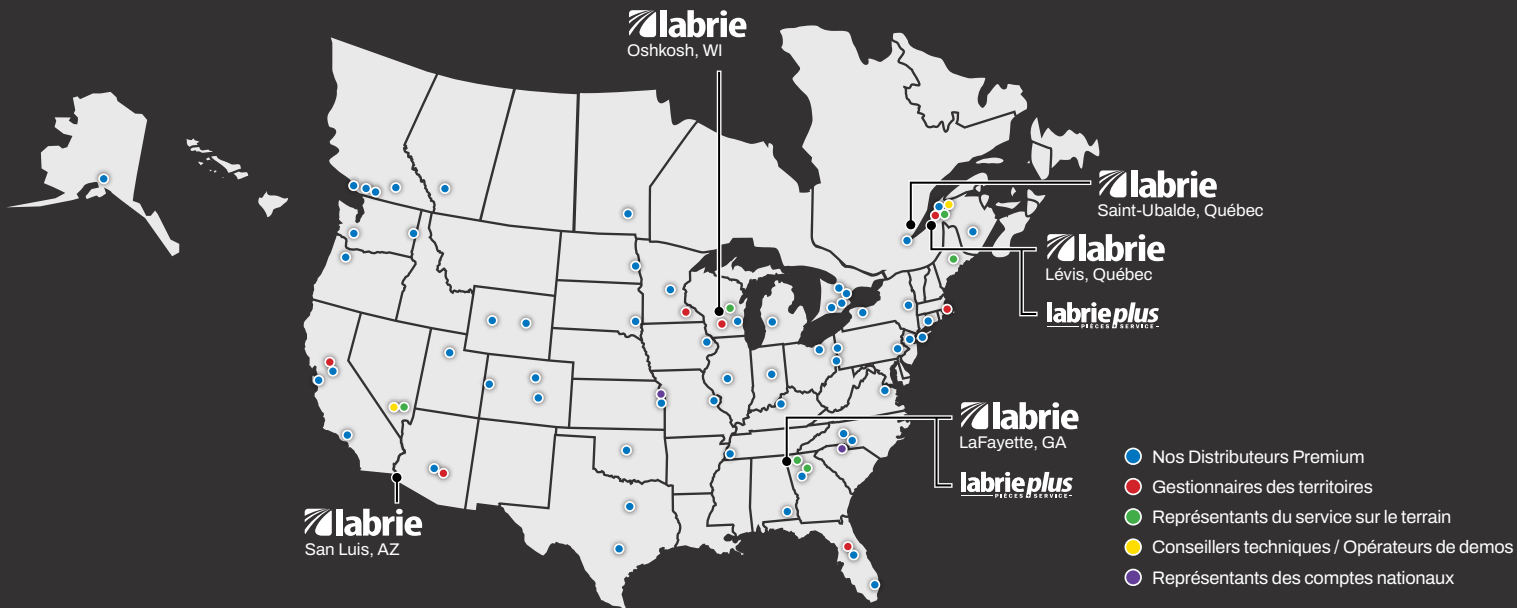 labrie
Oshkosh, WI
labrie
Saint-Ubalde, Québec
labrie
Lévis, Québec
labrieplus
PIÈCES & SERVICE
labrie
LaFayette, GA
labrieplus
PIÈCES & SERVICE
labrie
San Luis, AZ
Nos Distributeurs Premium
Gestionnaires des territoires
Représentants du service sur le terrain
Conseillers techniques / Opérateurs de demos
Représentants des comptes nationaux